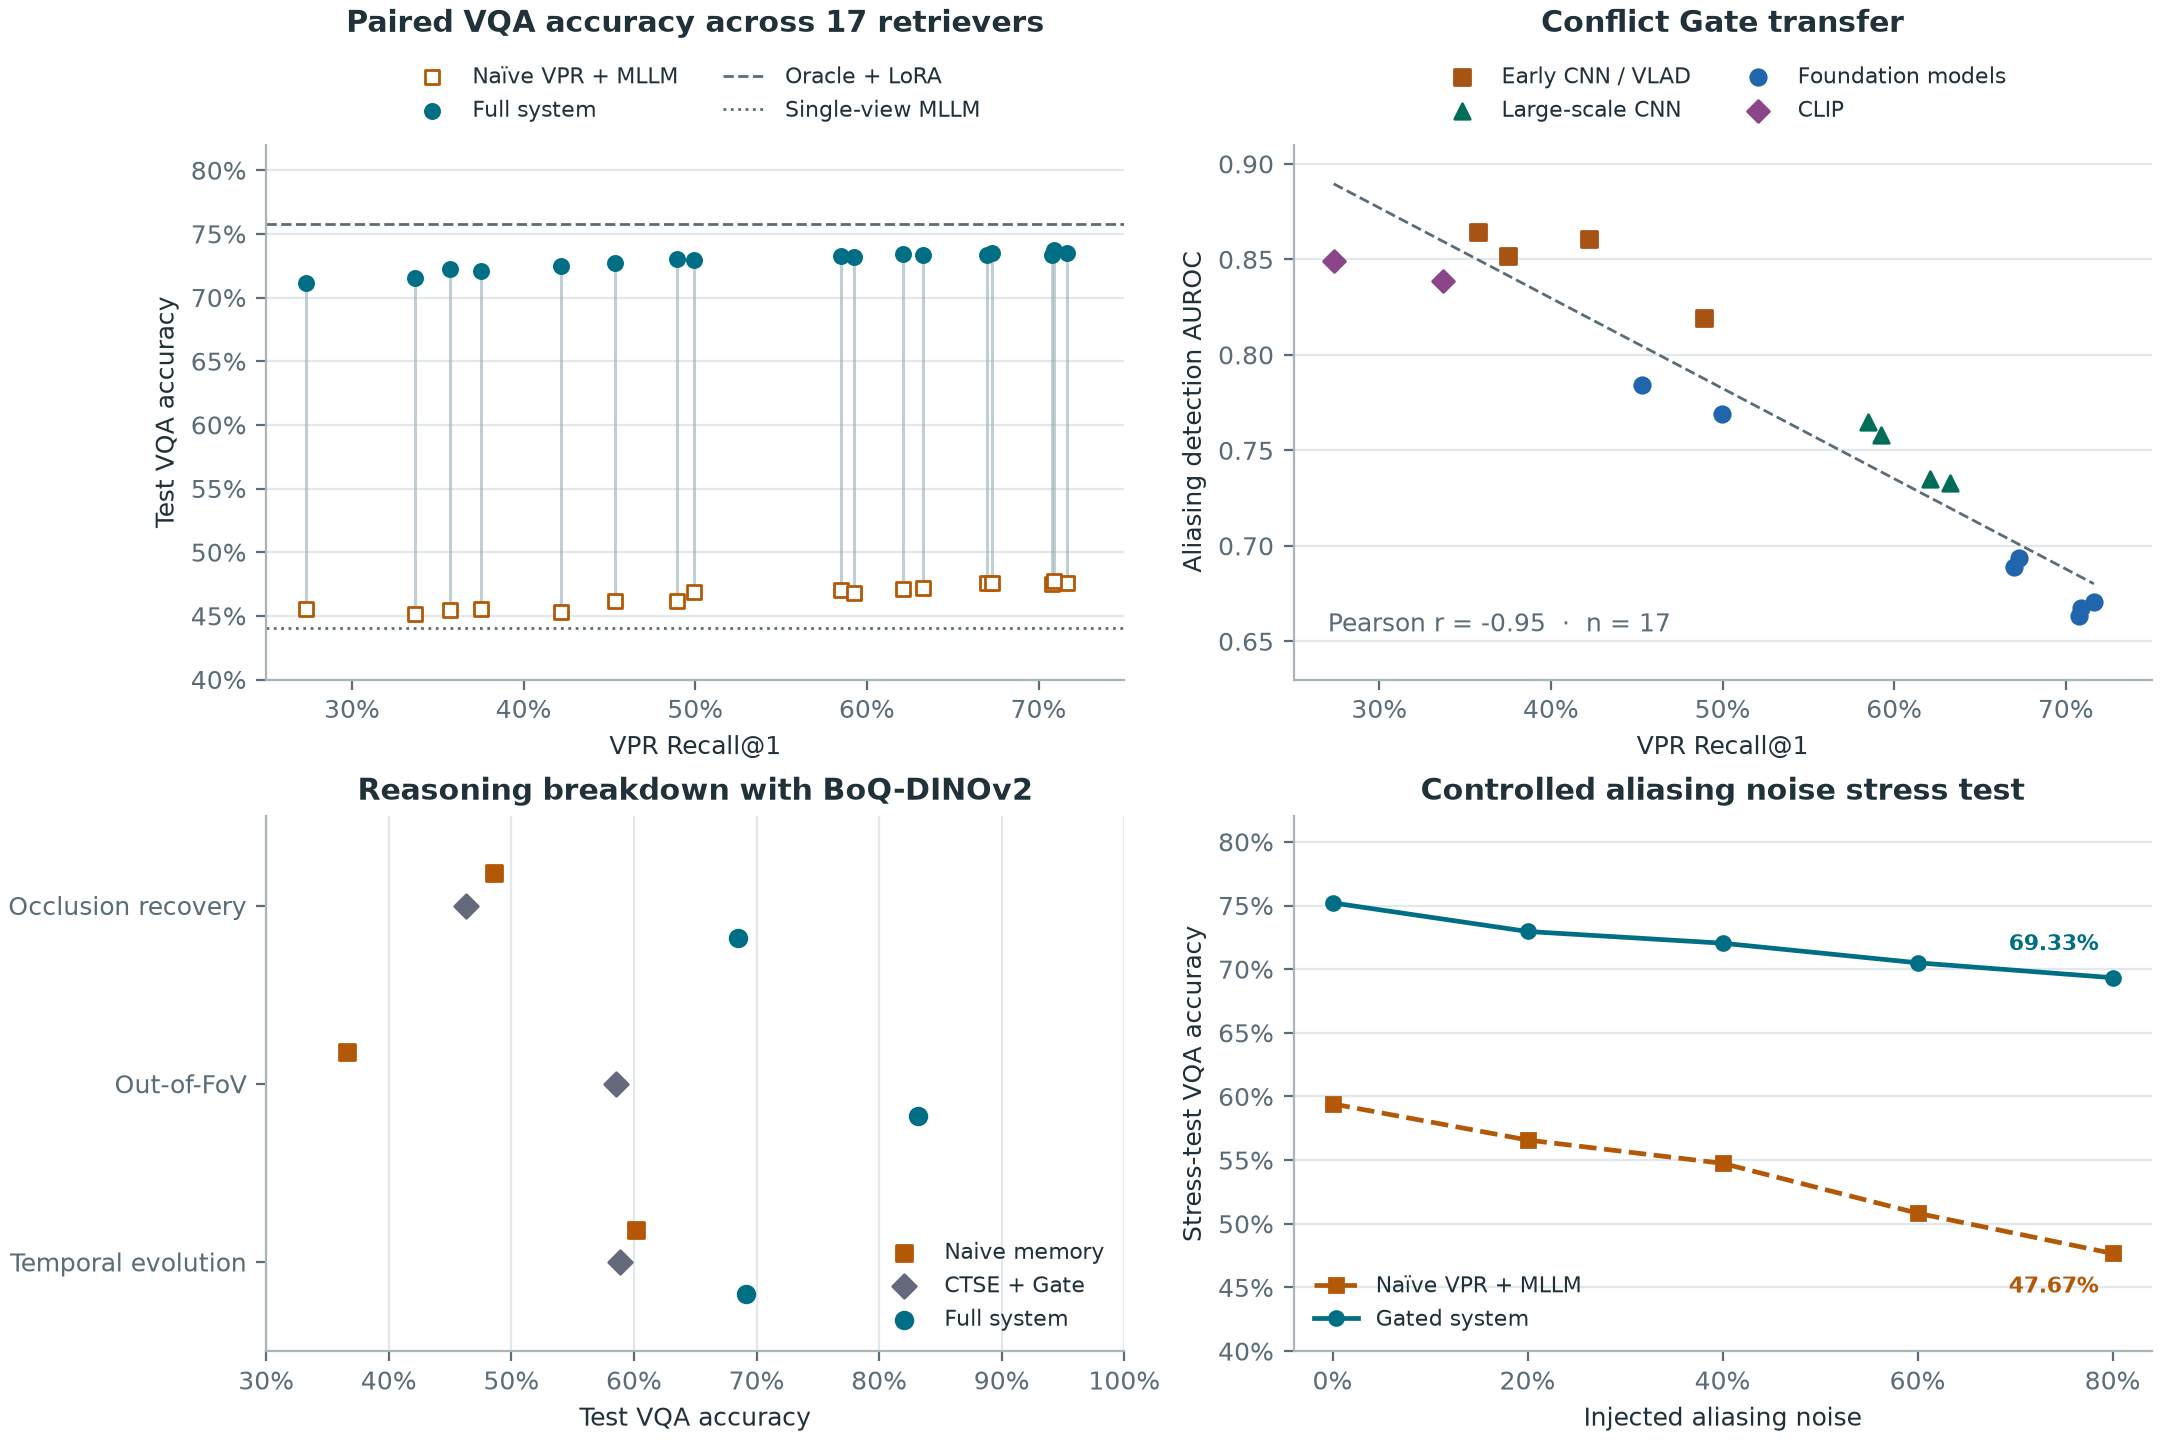 Paired VQA accuracy across 17 retrievers
Naïve VPR + MLLM
Full system
Oracle + LoRA
Single-view MLLM
80%
75%
70%
65%
60%
55%
50%
45%
40%
Test VQA accuracy
30%
40%
50%
60%
70%
VPR Recall@1
Conflict Gate transfer
Early CNN / VLAD
Large-scale CNN
Foundation models
CLIP
0.90
0.85
0.80
0.75
0.70
0.65
Aliasing detection AUROC
Pearson r = -0.95 · n = 17
30%
40%
50%
60%
70%
VPR Recall@1
Reasoning breakdown with BoQ-DINOv2
Occlusion recovery
Out-of-FoV
Temporal evolution
Naive memory
CTSE + Gate
Full system
30%
40%
50%
60%
70%
80%
90%
100%
Test VQA accuracy
Controlled aliasing noise stress test
80%
75%
70%
65%
60%
55%
50%
45%
40%
Stress-test VQA accuracy
69.33%
47.67%
Naïve VPR + MLLM
Gated system
0%
20%
40%
60%
80%
Injected aliasing noise